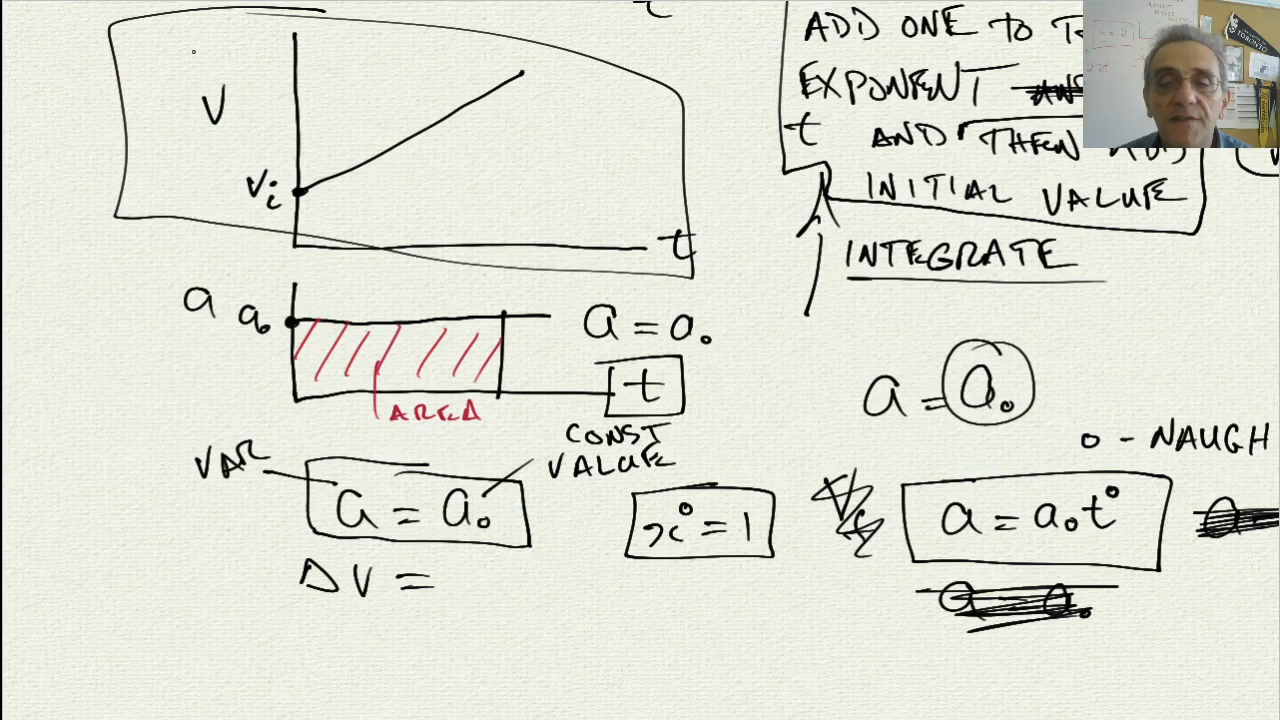 t
V
Vi
t
a a₀
a = a₀
t
AREA
CONST
VALUE
VAR
a = a₀
x⁰ = 1
ΔV =
ADD ONE TO
EXPONENT
t AND THEN
INITIAL VALUE
INTEGRATE
a = a₀
0 - NAUGH
a = a₀t⁰
TORONTO